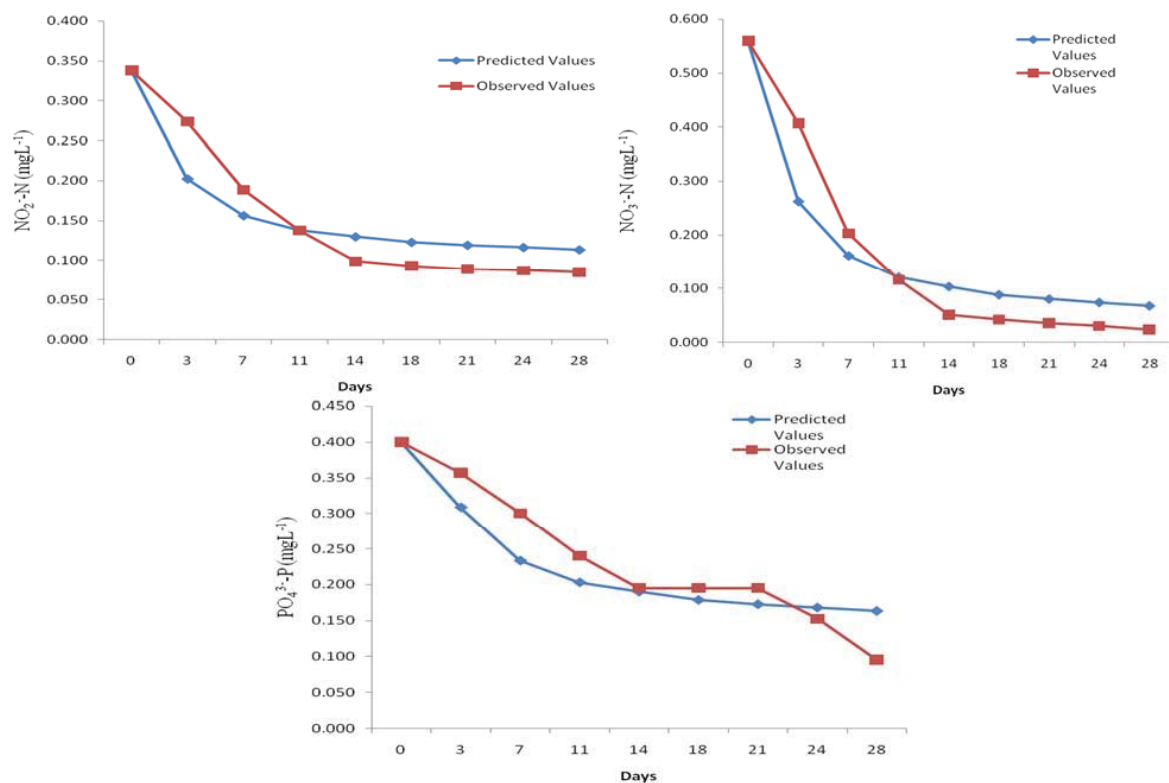 0.400
0.350
0.300
0.250
0.200
0.150
0.100
0.050
0.000
NO₂⁻-N (mgL⁻¹)
Predicted Values
Observed Values
0 3 7 11 14 18 21 24 28
Days
0.600
0.500
0.400
0.300
0.200
0.100
0.000
NO₃⁻-N (mgL⁻¹)
Predicted
Values
Observed
Values
0 3 7 11 14 18 21 24 28
Days
0.450
0.400
0.350
0.300
0.250
0.200
0.150
0.100
0.050
0.000
PO₄³⁻-P (mgL⁻¹)
Predicted
Values
Observed
Values
0 3 7 11 14 18 21 24 28
Days